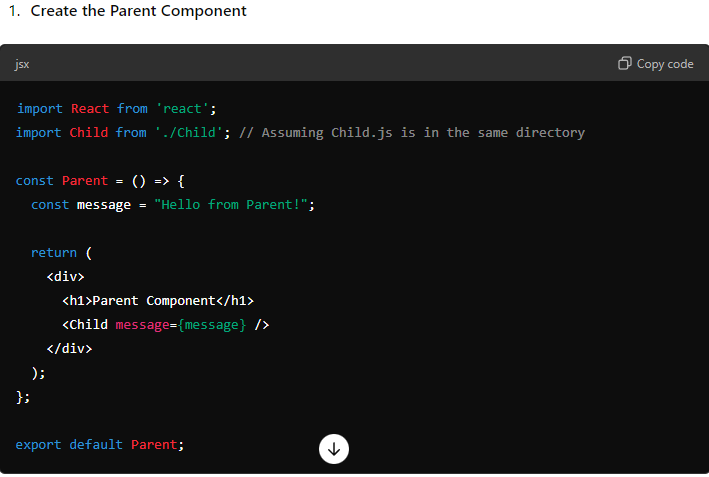 1. Create the Parent Component
jsx
Copy code
import React from 'react';
import Child from './Child'; // Assuming Child.js is in the same directory
const Parent = () => {
const message = "Hello from Parent!";
return (
<div>
<h1>Parent Component</h1>
<Child message={message} />
</div>
);
};
export default Parent;